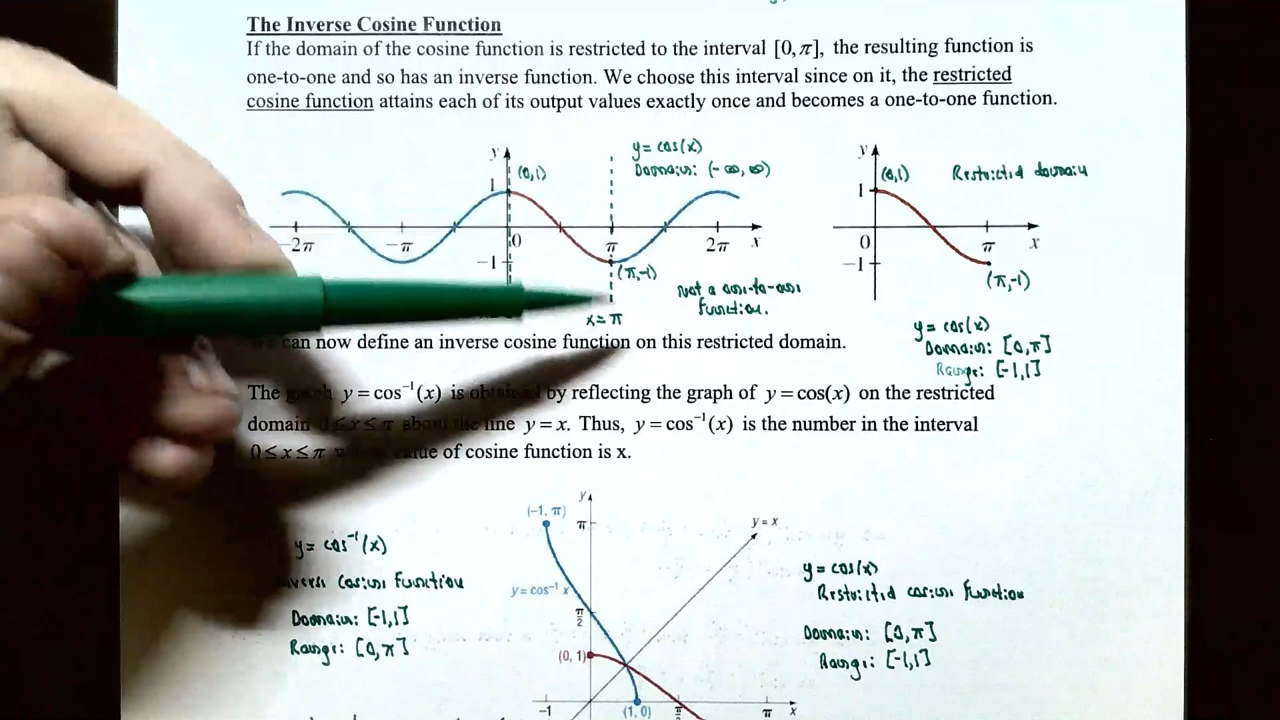 The Inverse Cosine Function
If the domain of the cosine function is restricted to the interval [0, π], the resulting function is
one-to-one and so has an inverse function. We choose this interval since on it, the restricted
cosine function attains each of its output values exactly once and becomes a one-to-one function.
y
1
(0,1)
y = cos(x)
Domain: (-∞, ∞)
-2π
-π
0
π
2π
x
-1
(π,-1)
x = π
Not a one-to-one
function.
y
1
(0,1)
Restricted domain
0
π
x
-1
(π,-1)
y = cos(x)
Domain: [0,π]
Range: [-1,1]
can now define an inverse cosine function on this restricted domain.
The graph y = cos⁻¹(x) is obtained by reflecting the graph of y = cos(x) on the restricted
domain 0 ≤ x ≤ π about the line y = x. Thus, y = cos⁻¹(x) is the number in the interval
0 ≤ x ≤ π value of cosine function is x.
y = cos⁻¹(x)
Cosine Function
Domain: [-1,1]
Range: [0,π]
y
(-1, π)
π
y = x
y = cos⁻¹ x
π/2
(0, 1)
-1
(1, 0)
π/2
π
x
y = cos(x)
Restricted cosine function
Domain: [0,π]
Range: [-1,1]